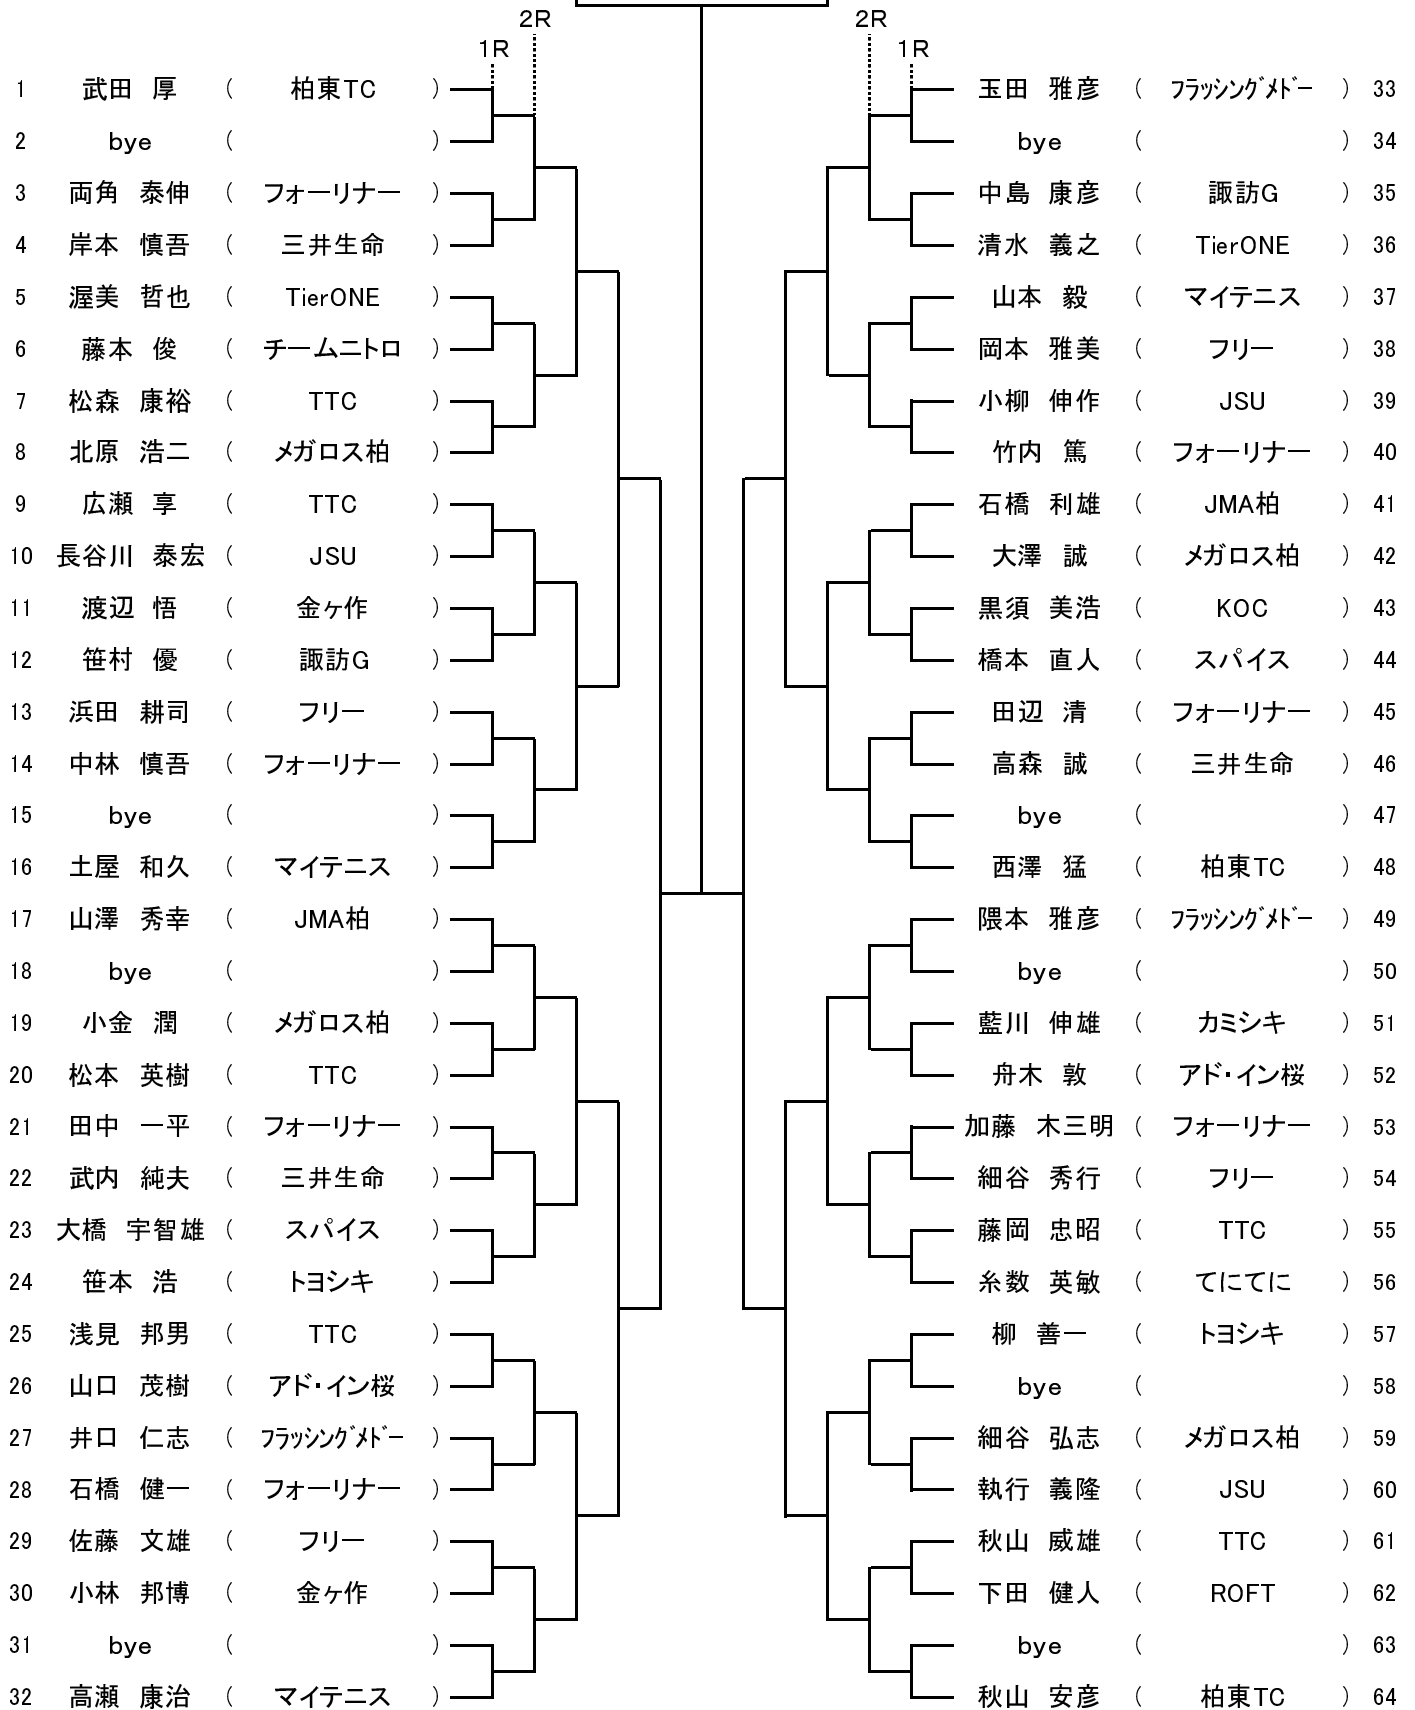 2R 2R
1R 1R
1 武田 厚 ( 柏東TC ) 玉田 雅彦 ( フラッシングメドー ) 33
2 bye ( ) bye ( ) 34
3 両角 泰伸 ( フォーリナー ) 中島 康彦 ( 諏訪G ) 35
4 岸本 慎吾 ( 三井生命 ) 清水 義之 ( TierONE ) 36
5 渥美 哲也 ( TierONE ) 山本 毅 ( マイテニス ) 37
6 藤本 俊 ( チームニトロ ) 岡本 雅美 ( フリー ) 38
7 松森 康裕 ( TTC ) 小柳 伸作 ( JSU ) 39
8 北原 浩二 ( メガロス柏 ) 竹内 篤 ( フォーリナー ) 40
9 広瀬 享 ( TTC ) 石橋 利雄 ( JMA柏 ) 41
10 長谷川 泰宏 ( JSU ) 大澤 誠 ( メガロス柏 ) 42
11 渡辺 悟 ( 金ヶ作 ) 黒須 美浩 ( KOC ) 43
12 笹村 優 ( 諏訪G ) 橋本 直人 ( スパイス ) 44
13 浜田 耕司 ( フリー ) 田辺 清 ( フォーリナー ) 45
14 中林 慎吾 ( フォーリナー ) 高森 誠 ( 三井生命 ) 46
15 bye ( ) bye ( ) 47
16 土屋 和久 ( マイテニス ) 西澤 猛 ( 柏東TC ) 48
17 山澤 秀幸 ( JMA柏 ) 隈本 雅彦 ( フラッシングメドー ) 49
18 bye ( ) bye ( ) 50
19 小金 潤 ( メガロス柏 ) 藍川 伸雄 ( カミシキ ) 51
20 松本 英樹 ( TTC ) 舟木 敦 ( アド・イン桜 ) 52
21 田中 一平 ( フォーリナー ) 加藤 木三明 ( フォーリナー ) 53
22 武内 純夫 ( 三井生命 ) 細谷 秀行 ( フリー ) 54
23 大橋 宇智雄 ( スパイス ) 藤岡 忠昭 ( TTC ) 55
24 笹本 浩 ( トヨシキ ) 糸数 英敏 ( てにてに ) 56
25 浅見 邦男 ( TTC ) 柳 善一 ( トヨシキ ) 57
26 山口 茂樹 ( アド・イン桜 ) bye ( ) 58
27 井口 仁志 ( フラッシングメドー ) 細谷 弘志 ( メガロス柏 ) 59
28 石橋 健一 ( フォーリナー ) 執行 義隆 ( JSU ) 60
29 佐藤 文雄 ( フリー ) 秋山 威雄 ( TTC ) 61
30 小林 邦博 ( 金ヶ作 ) 下田 健人 ( ROFT ) 62
31 bye ( ) bye ( ) 63
32 高瀬 康治 ( マイテニス ) 秋山 安彦 ( 柏東TC ) 64